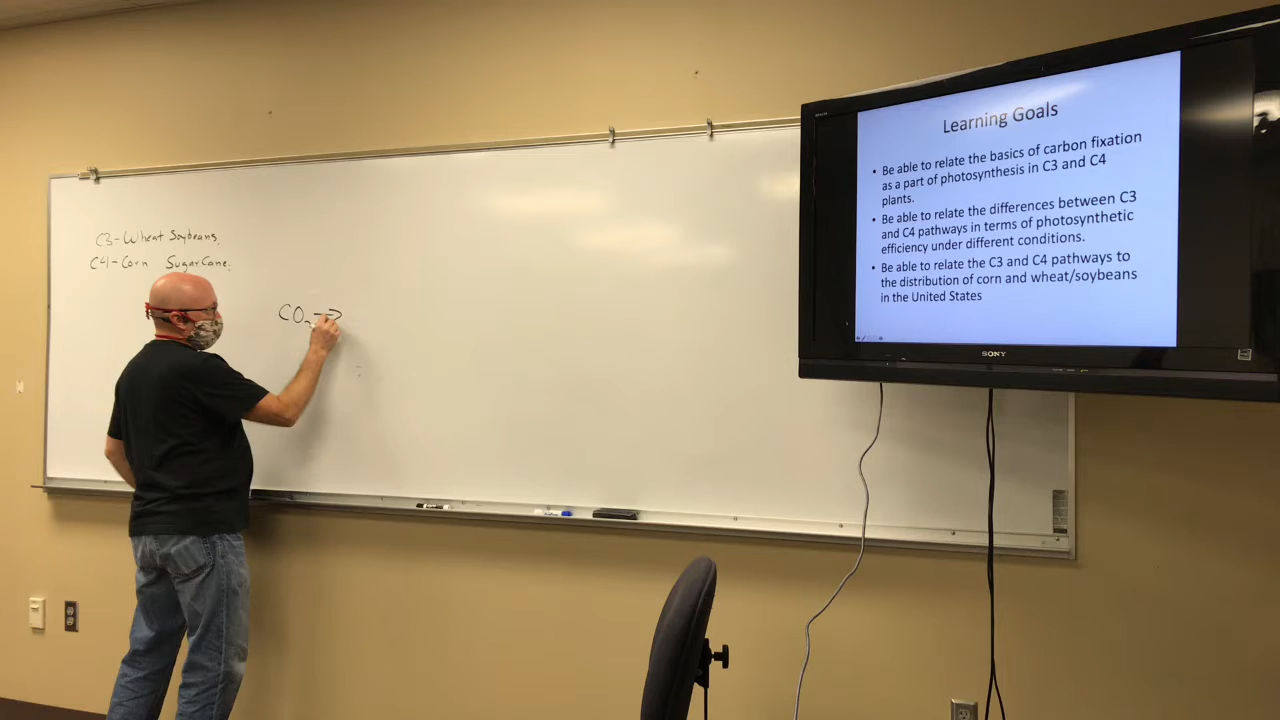 C3-Wheat Soybeans,
C4-Corn SugarCane,
CO2→
Learning Goals
• Be able to relate the basics of carbon fixation
as a part of photosynthesis in C3 and C4
plants.
• Be able to relate the differences between C3
and C4 pathways in terms of photosynthetic
efficiency under different conditions.
• Be able to relate the C3 and C4 pathways to
the distribution of corn and wheat/soybeans
in the United States
SONY